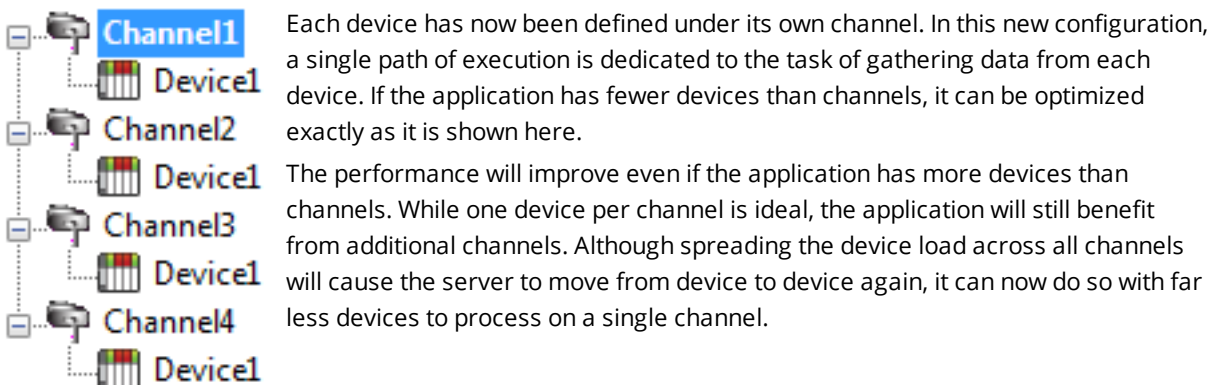 Channel1
Device1
Channel2
Device1
Channel3
Device1
Channel4
Device1
Each device has now been defined under its own channel. In this new configuration,
a single path of execution is dedicated to the task of gathering data from each
device. If the application has fewer devices than channels, it can be optimized
exactly as it is shown here.
The performance will improve even if the application has more devices than
channels. While one device per channel is ideal, the application will still benefit
from additional channels. Although spreading the device load across all channels
will cause the server to move from device to device again, it can now do so with far
less devices to process on a single channel.